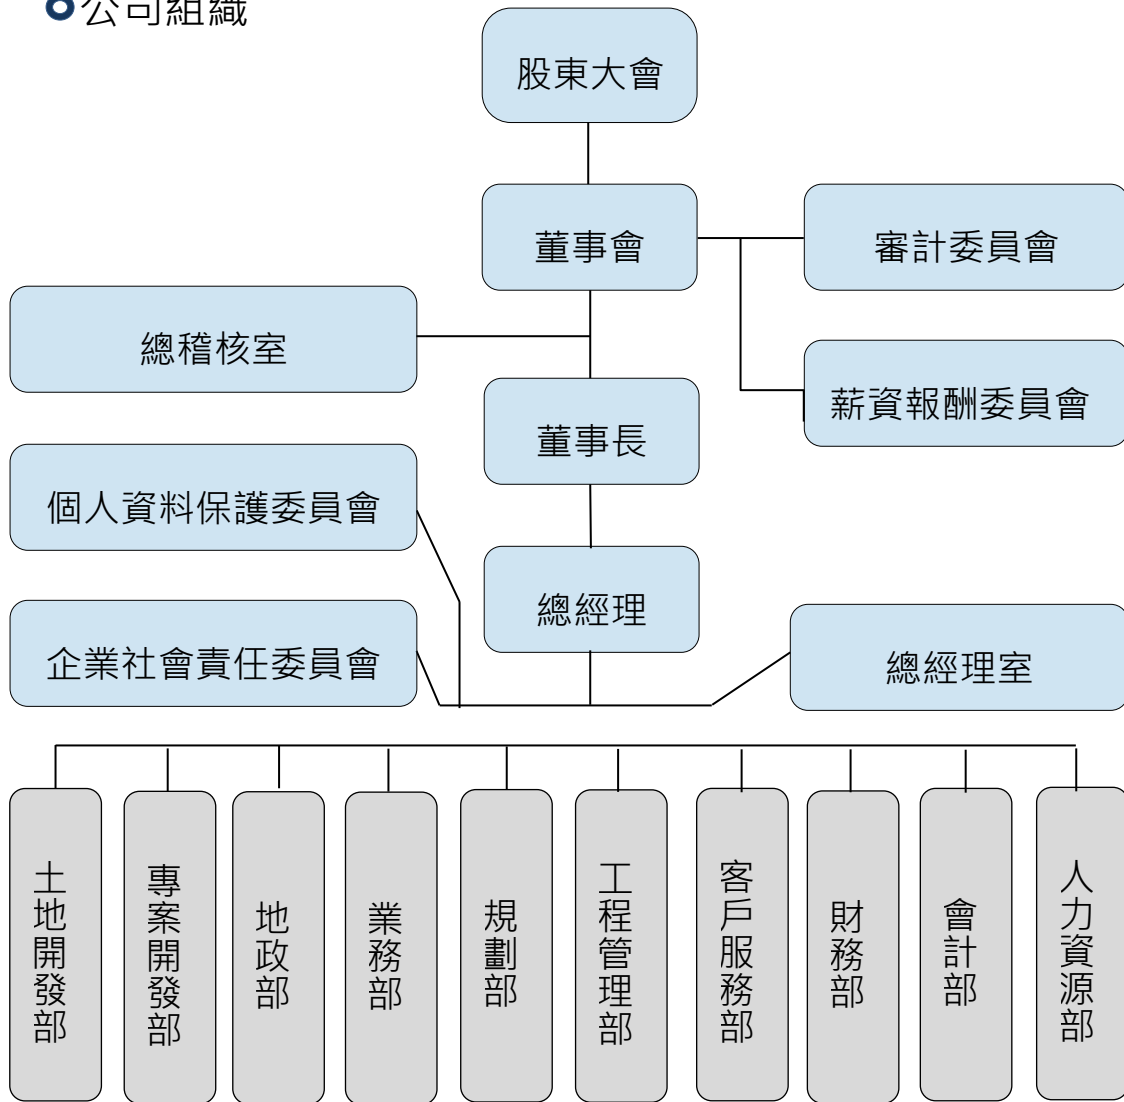 公司組織
股東大會
董事會
審計委員會
總稽核室
薪資報酬委員會
董事長
個人資料保護委員會
總經理
企業社會責任委員會
總經理室
土地開發部
專案開發部
地政部
業務部
規劃部
工程管理部
客戶服務部
財務部
會計部
人力資源部